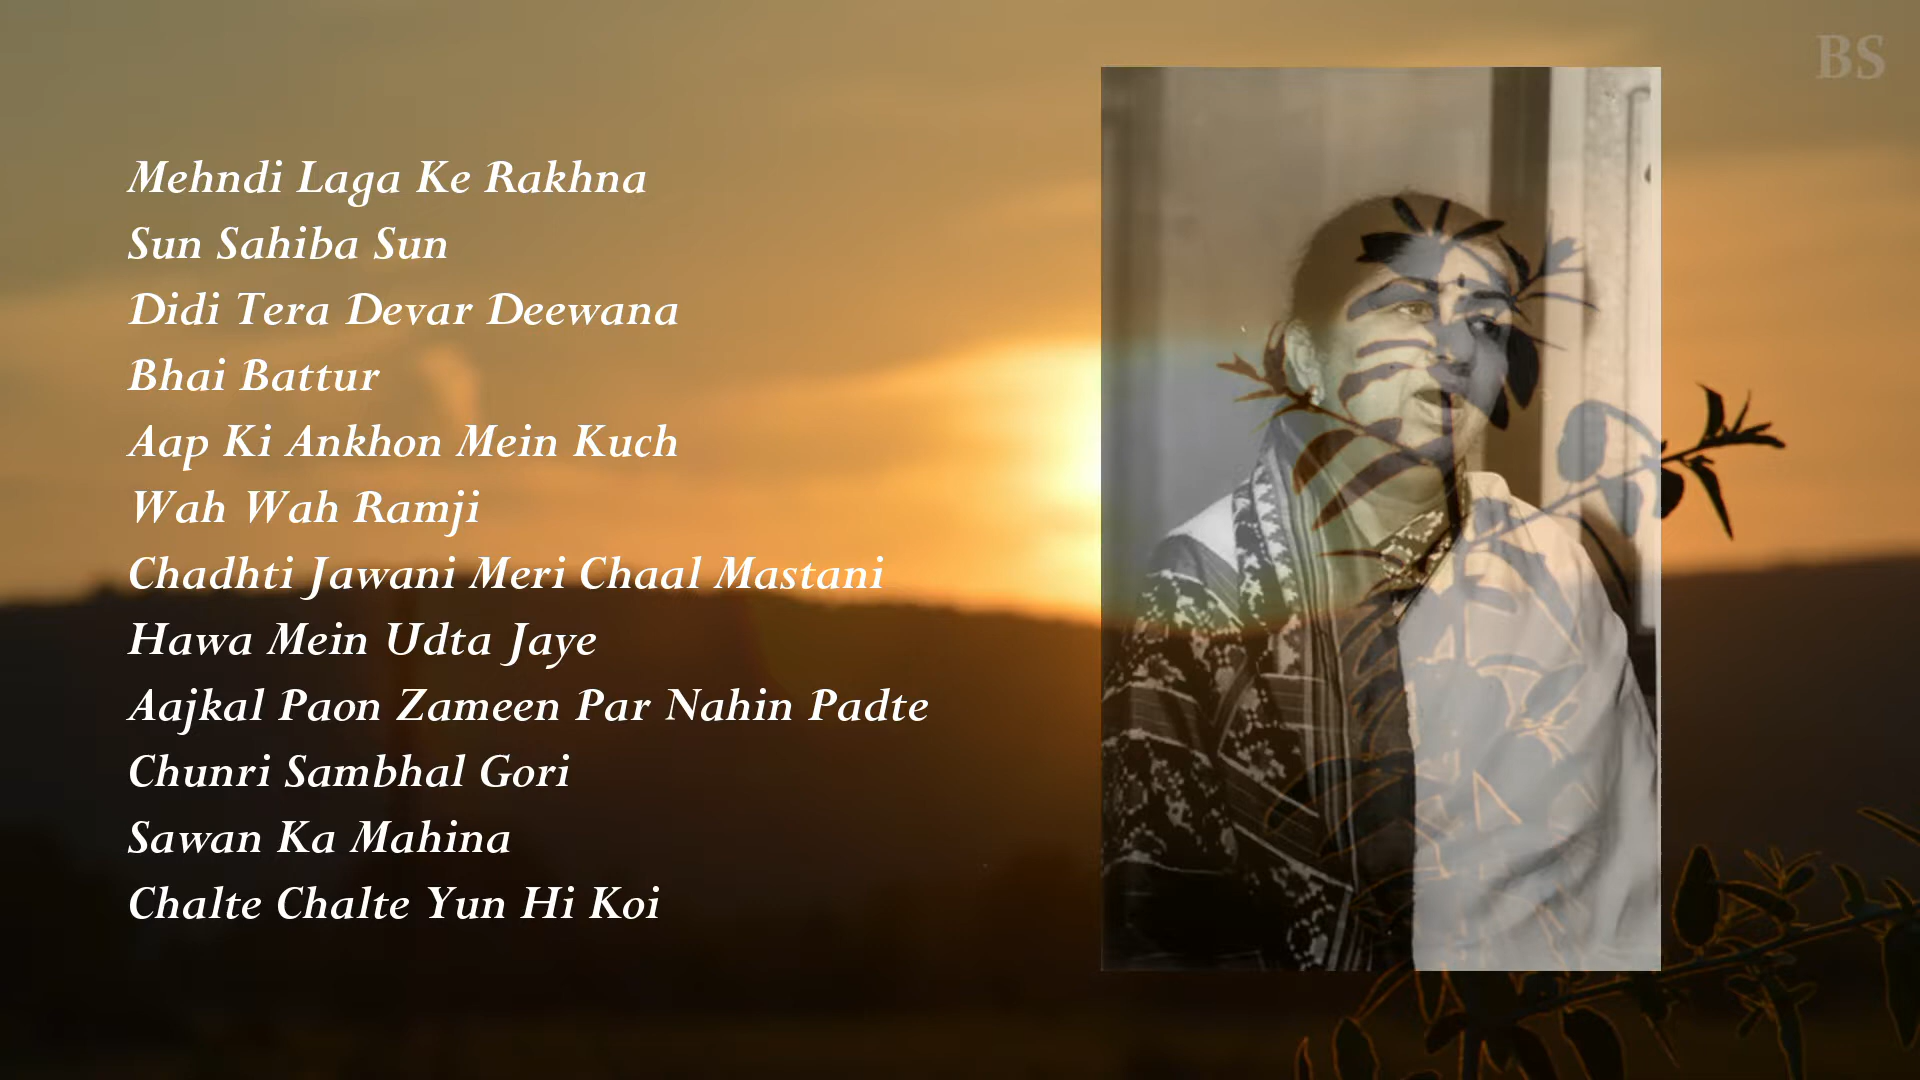 BS
Mehndi Laga Ke Rakhna
Sun Sahiba Sun
Didi Tera Devar Deewana
Bhai Battur
Aap Ki Ankhon Mein Kuch
Wah Wah Ramji
Chadhti Jawani Meri Chaal Mastani
Hawa Mein Udta Jaye
Aajkal Paon Zameen Par Nahin Padte
Chunri Sambhal Gori
Sawan Ka Mahina
Chalte Chalte Yun Hi Koi